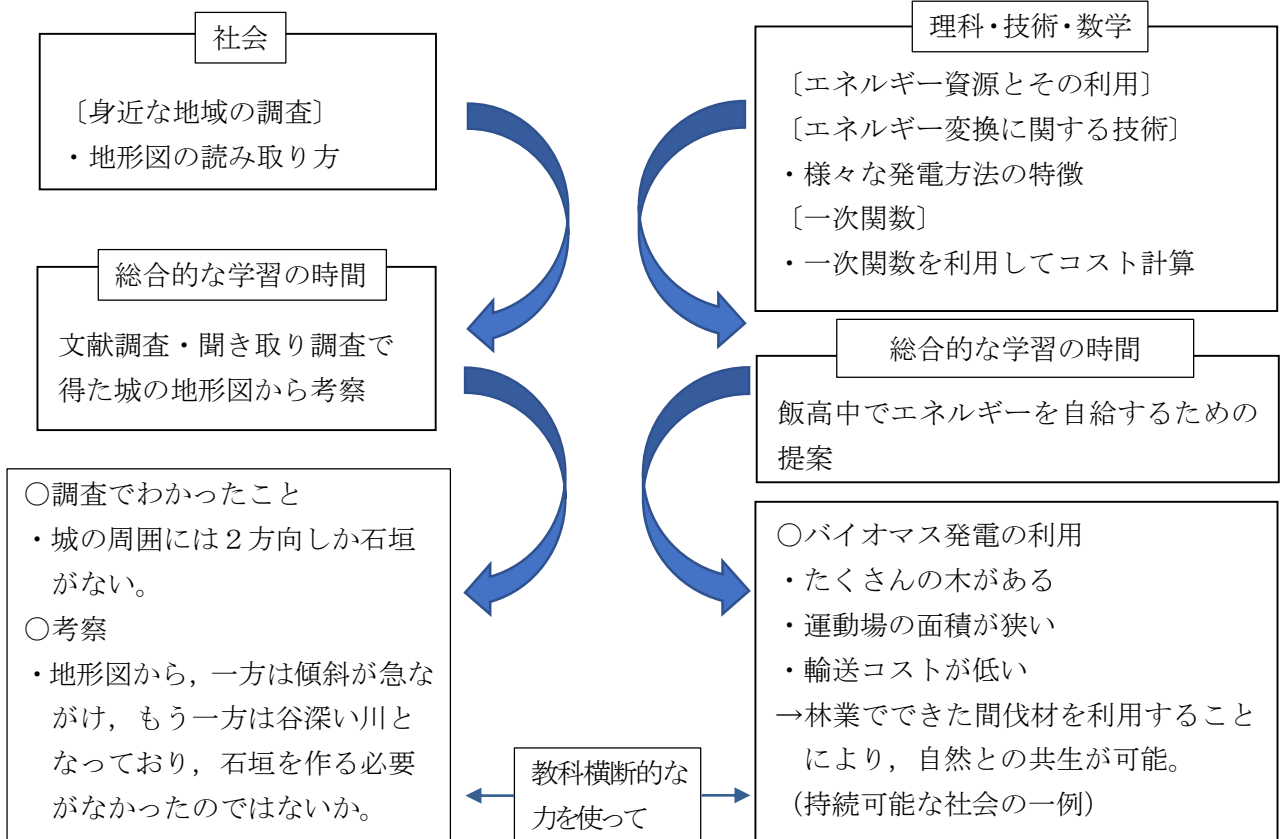 社会
〔身近な地域の調査〕
・地形図の読み取り方
総合的な学習の時間
文献調査・聞き取り調査で
得た城の地形図から考察
○調査でわかったこと
・城の周囲には２方向しか石垣
がない。
○考察
・地形図から，一方は傾斜が急な
がけ，もう一方は谷深い川と
なっており，石垣を作る必要
がなかったのではないか。
理科・技術・数学
〔エネルギー資源とその利用〕
〔エネルギー変換に関する技術〕
・様々な発電方法の特徴
〔一次関数〕
・一次関数を利用してコスト計算
総合的な学習の時間
飯高中でエネルギーを自給するための
提案
○バイオマス発電の利用
・たくさんの木がある
・運動場の面積が狭い
・輸送コストが低い
→林業でできた間伐材を利用すること
により，自然との共生が可能。
（持続可能な社会の一例）
教科横断的な
力を使って